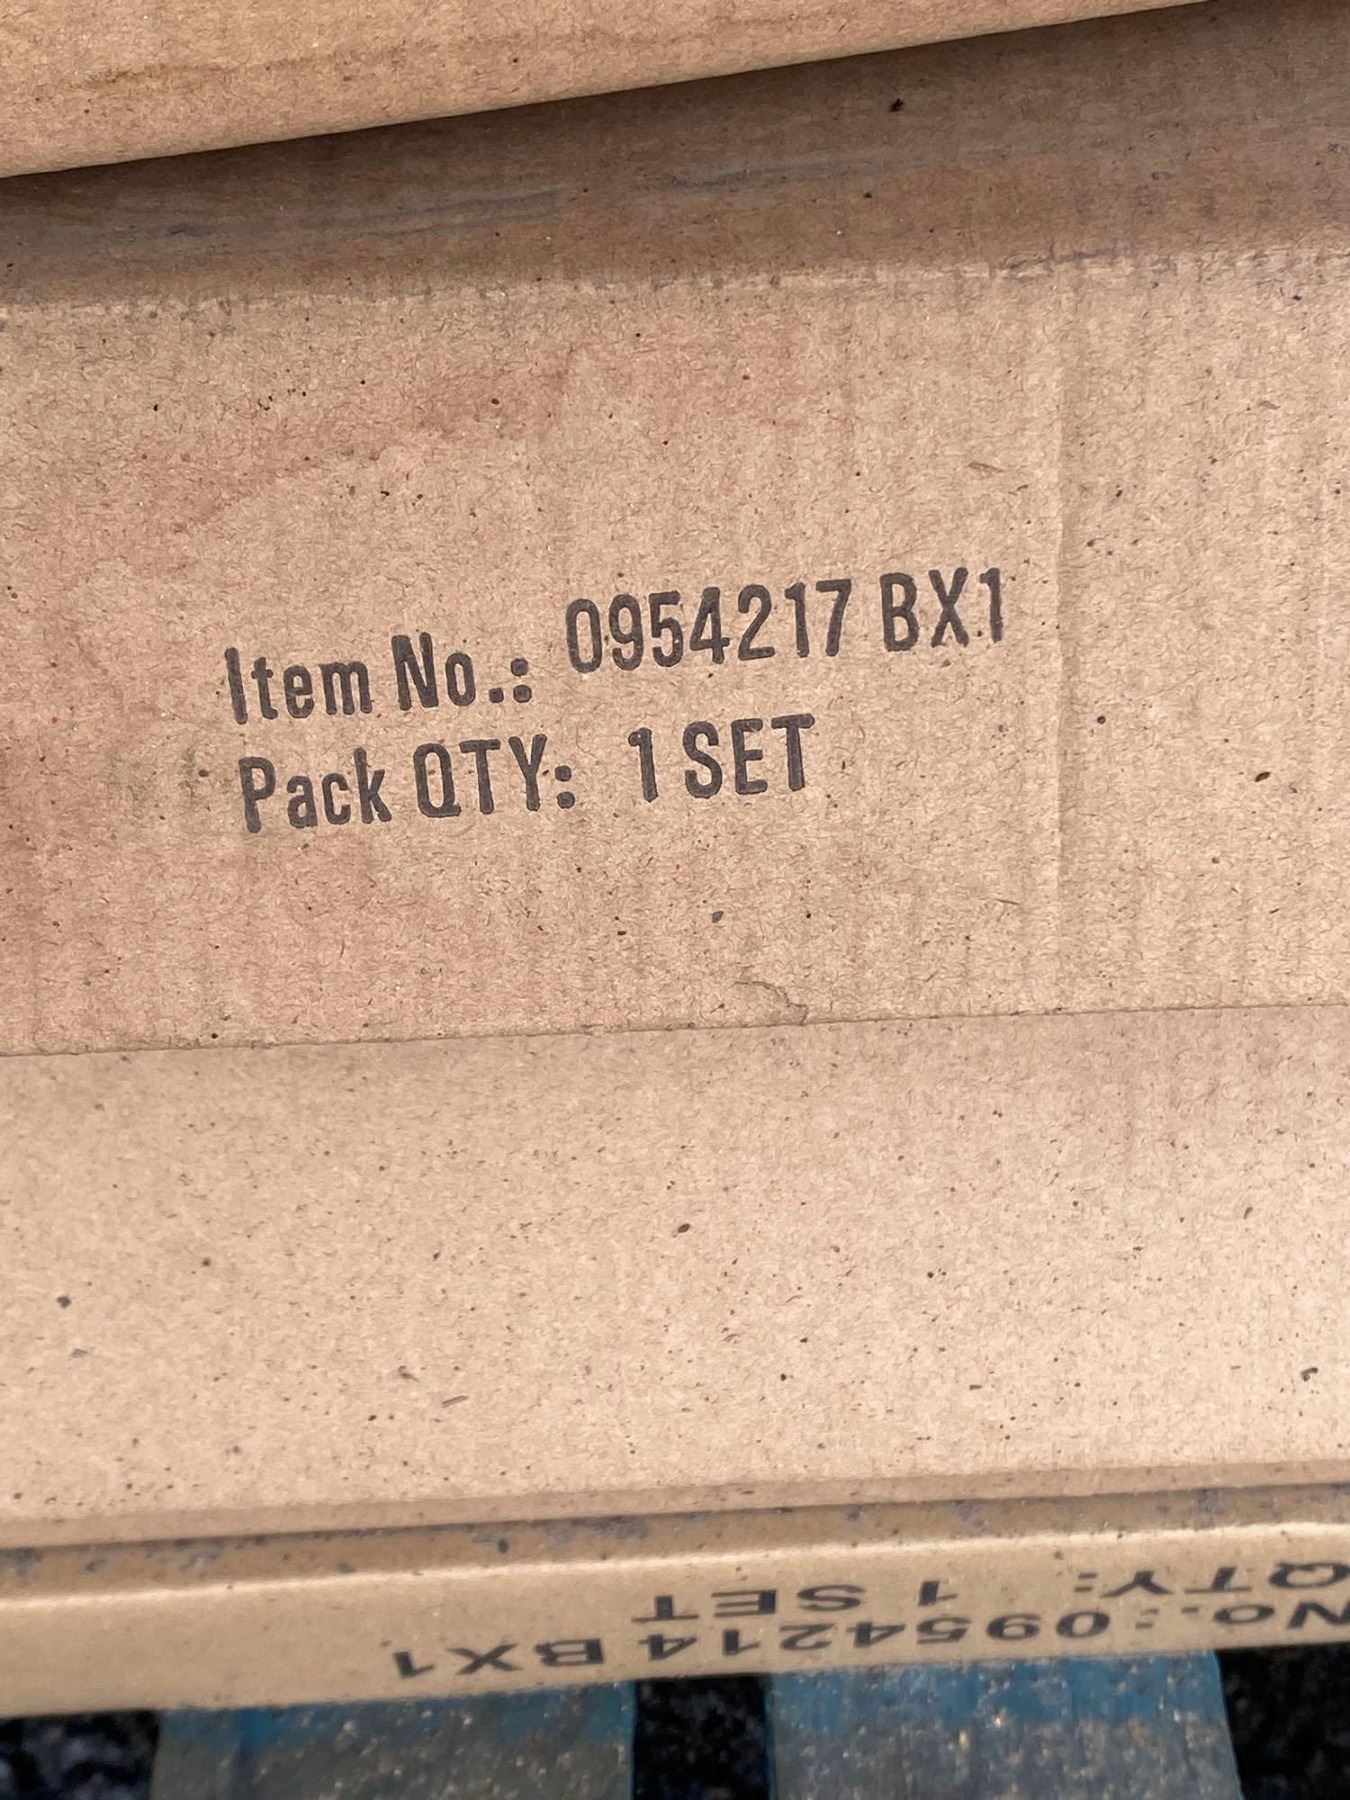 Item No.: 0954217 BX1
Pack QTY: 1 SET
No.: 0954214 BX1
QTY: 1 SET